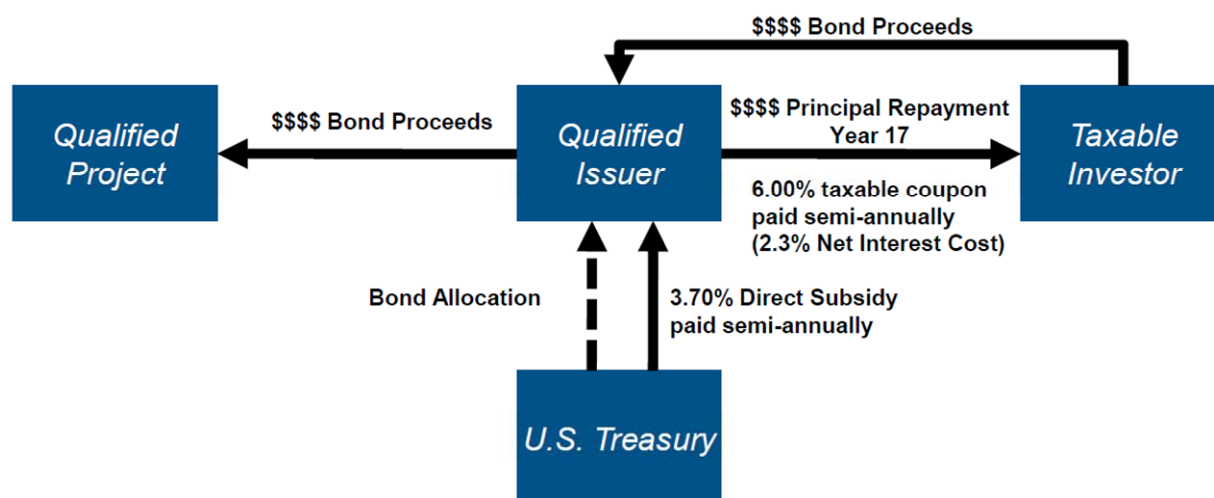 $$$$ Bond Proceeds
Qualified
Project
$$$$ Bond Proceeds
Qualified
Issuer
$$$$ Principal Repayment
Year 17
Taxable
Investor
6.00% taxable coupon
paid semi-annually
(2.3% Net Interest Cost)
Bond Allocation
3.70% Direct Subsidy
paid semi-annually
U.S. Treasury